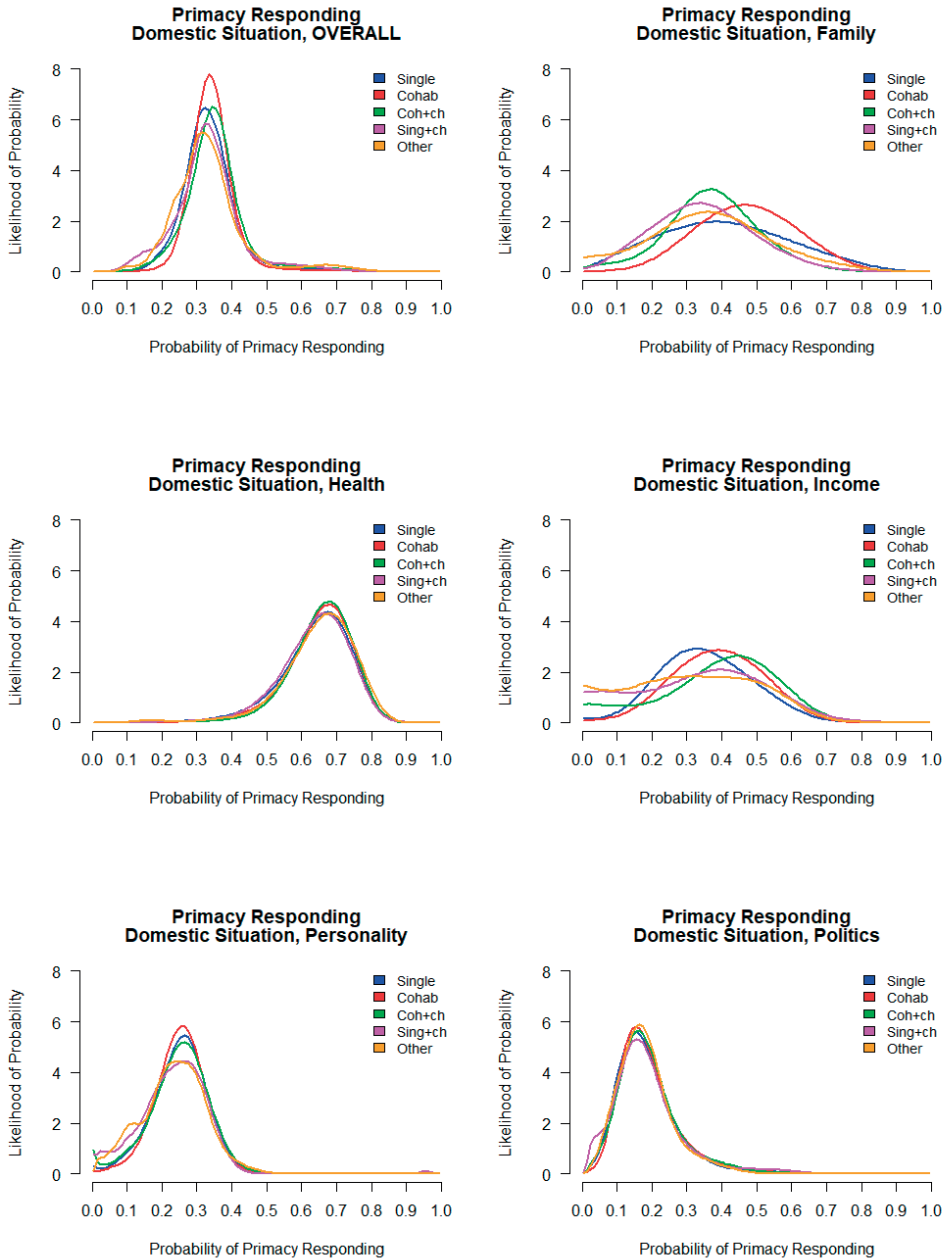 Primacy Responding
Domestic Situation, OVERALL
Likelihood of Probability
8
6
4
2
0
Single
Cohab
Coh+ch
Sing+ch
Other
0.0 0.1 0.2 0.3 0.4 0.5 0.6 0.7 0.8 0.9 1.0
Probability of Primacy Responding
Primacy Responding
Domestic Situation, Family
Likelihood of Probability
8
6
4
2
0
Single
Cohab
Coh+ch
Sing+ch
Other
0.0 0.1 0.2 0.3 0.4 0.5 0.6 0.7 0.8 0.9 1.0
Probability of Primacy Responding
Primacy Responding
Domestic Situation, Health
Likelihood of Probability
8
6
4
2
0
Single
Cohab
Coh+ch
Sing+ch
Other
0.0 0.1 0.2 0.3 0.4 0.5 0.6 0.7 0.8 0.9 1.0
Probability of Primacy Responding
Primacy Responding
Domestic Situation, Income
Likelihood of Probability
8
6
4
2
0
Single
Cohab
Coh+ch
Sing+ch
Other
0.0 0.1 0.2 0.3 0.4 0.5 0.6 0.7 0.8 0.9 1.0
Probability of Primacy Responding
Primacy Responding
Domestic Situation, Personality
Likelihood of Probability
8
6
4
2
0
Single
Cohab
Coh+ch
Sing+ch
Other
0.0 0.1 0.2 0.3 0.4 0.5 0.6 0.7 0.8 0.9 1.0
Probability of Primacy Responding
Primacy Responding
Domestic Situation, Politics
Likelihood of Probability
8
6
4
2
0
Single
Cohab
Coh+ch
Sing+ch
Other
0.0 0.1 0.2 0.3 0.4 0.5 0.6 0.7 0.8 0.9 1.0
Probability of Primacy Responding